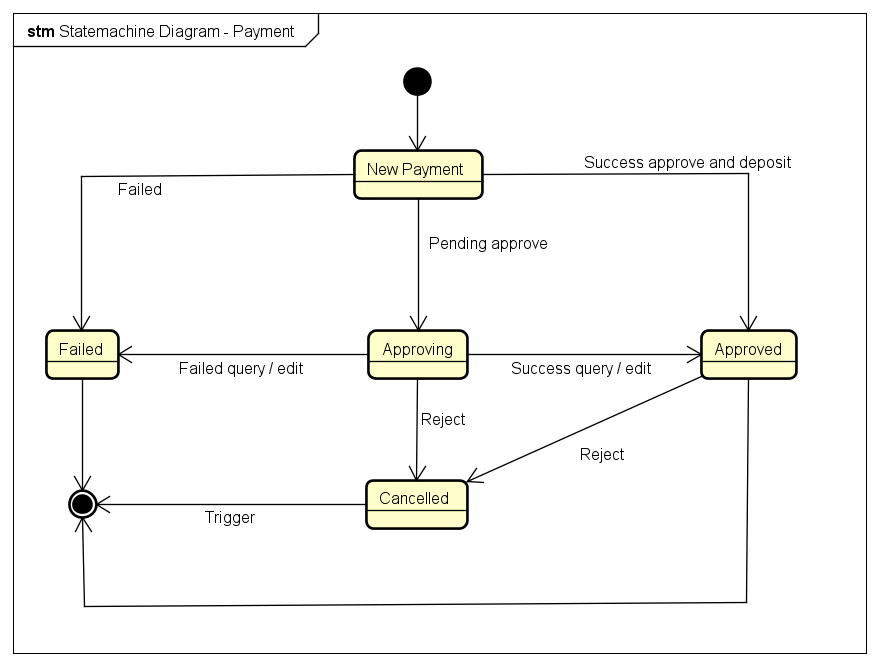 stm Statemachine Diagram - Payment
Success approve and deposit
New Payment
Failed
Pending approve
Failed
Approving
Approved
Failed query / edit
Success query / edit
Reject
Reject
Cancelled
Trigger